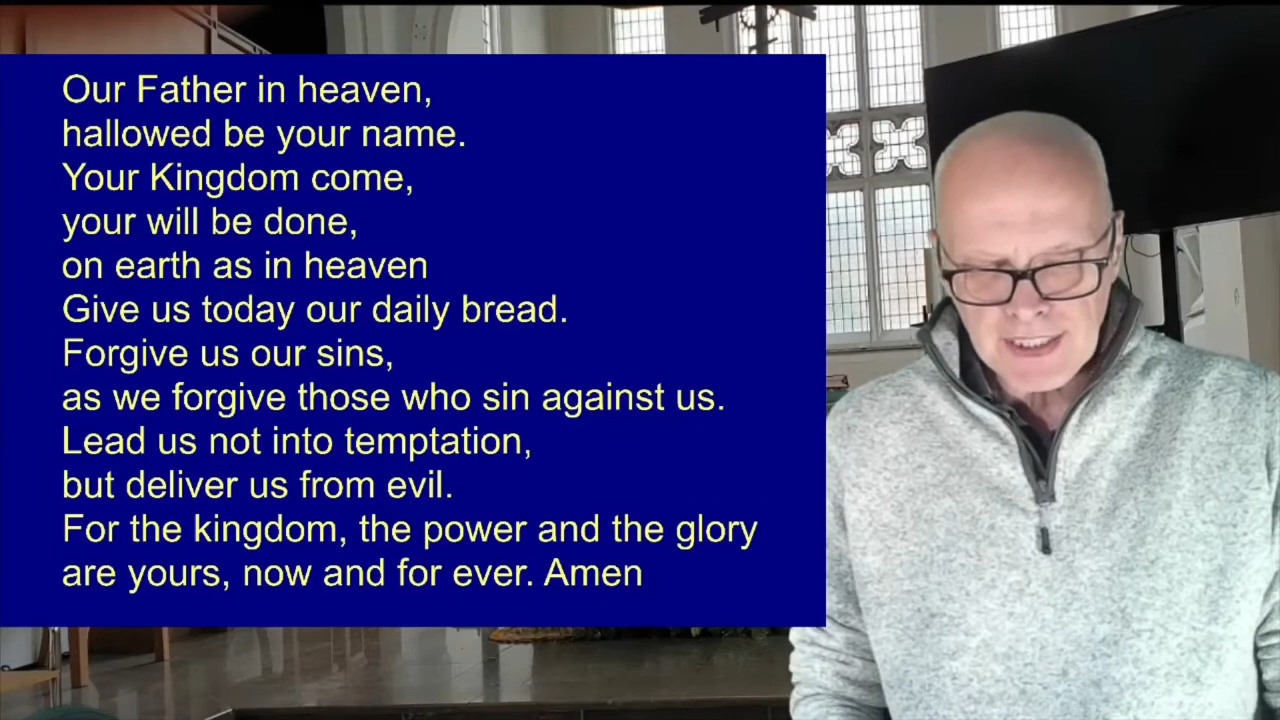 Our Father in heaven,
hallowed be your name.
Your Kingdom come,
your will be done,
on earth as in heaven
Give us today our daily bread.
Forgive us our sins,
as we forgive those who sin against us.
Lead us not into temptation,
but deliver us from evil.
For the kingdom, the power and the glory
are yours, now and for ever. Amen